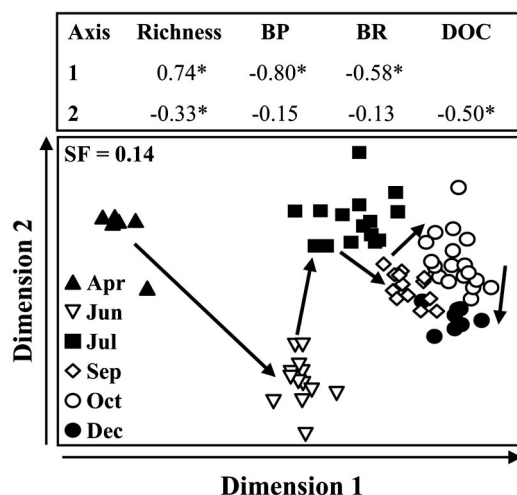 Axis Richness BP BR DOC
1 0.74* -0.80* -0.58*
2 -0.33* -0.15 -0.13 -0.50*
SF = 0.14
Dimension 2
Apr
Jun
Jul
Sep
Oct
Dec
Dimension 1